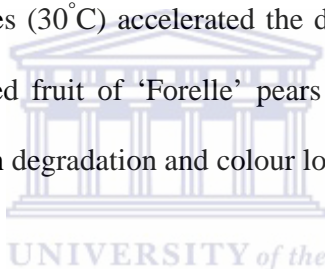 es (30°C) accelerated the d
ed fruit of ‘Forelle’ pears
n degradation and colour lo
UNIVERSITY of the